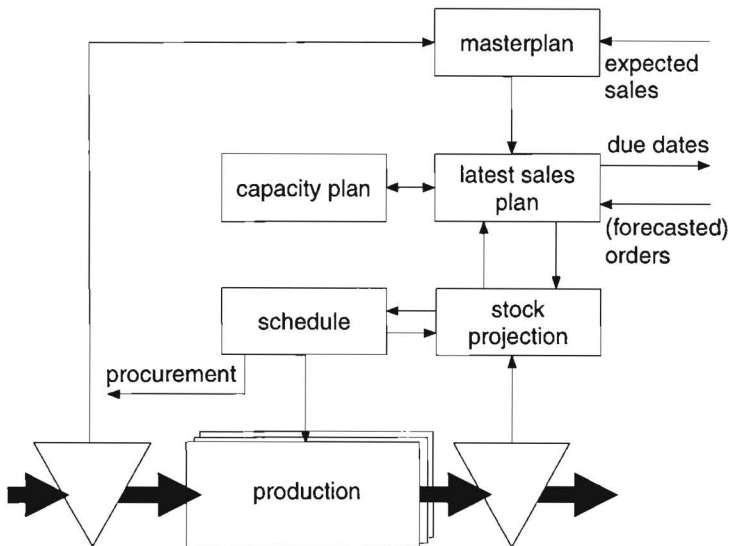 masterplan
expected
sales
due dates
capacity plan
latest sales
plan
(forecasted)
orders
schedule
stock
projection
procurement
production